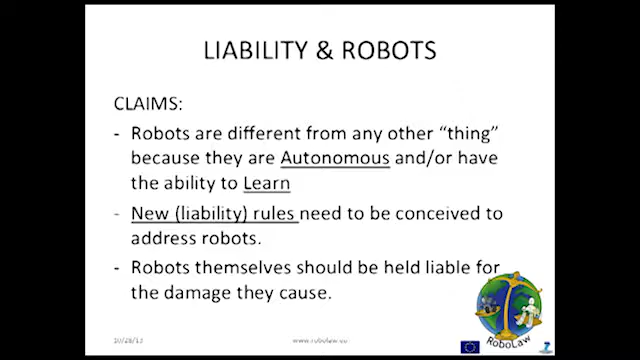 LIABILITY & ROBOTS
CLAIMS:
- Robots are different from any other “thing”
because they are Autonomous and/or have
the ability to Learn
- New (liability) rules need to be conceived to
address robots.
- Robots themselves should be held liable for
the damage they cause.
www.robolaw.eu
RoboLaw